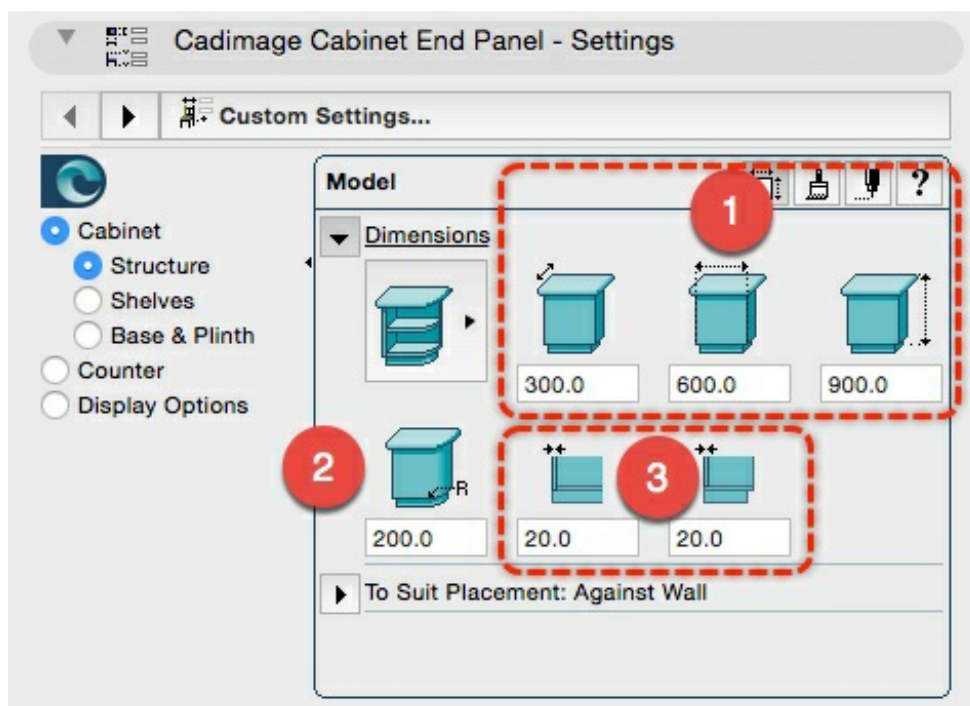 Cadimage Cabinet End Panel - Settings
Custom Settings...
Model
1
?
Cabinet
Structure
Shelves
Base & Plinth
Counter
Display Options
Dimensions
300.0 600.0 900.0
2
R
3
200.0 20.0 20.0
To Suit Placement: Against Wall